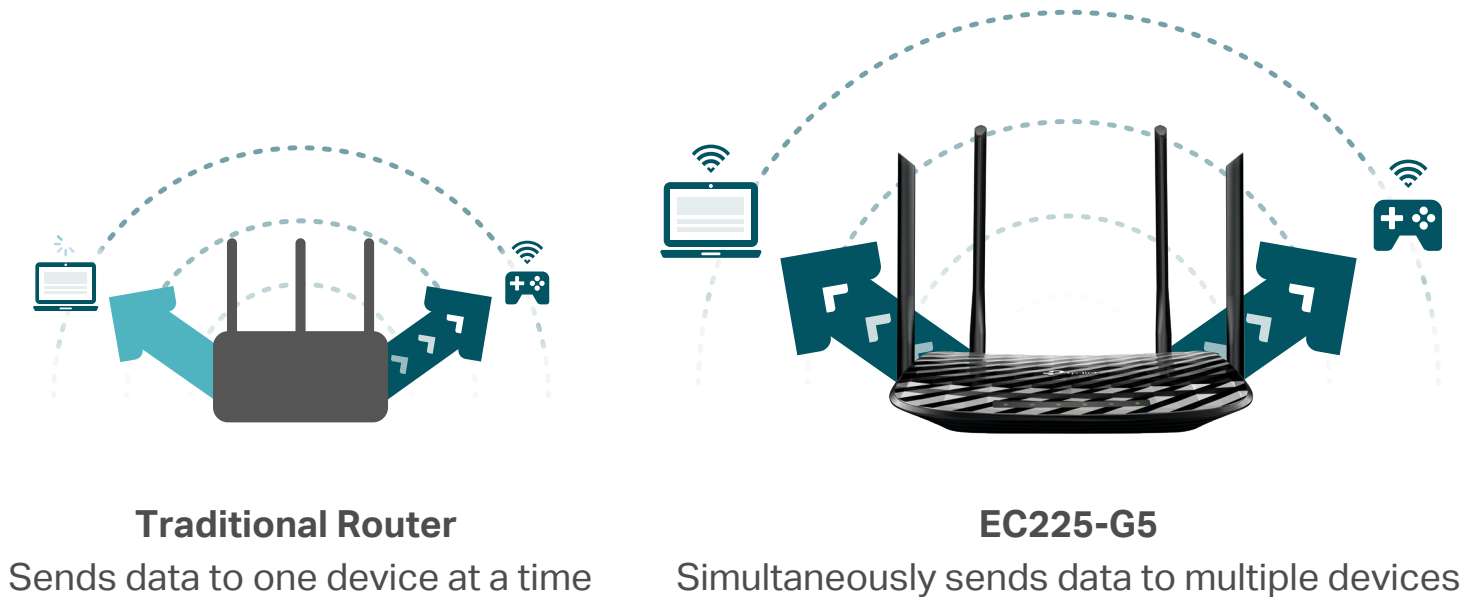 Traditional Router
Sends data to one device at a time
EC225-G5
Simultaneously sends data to multiple devices